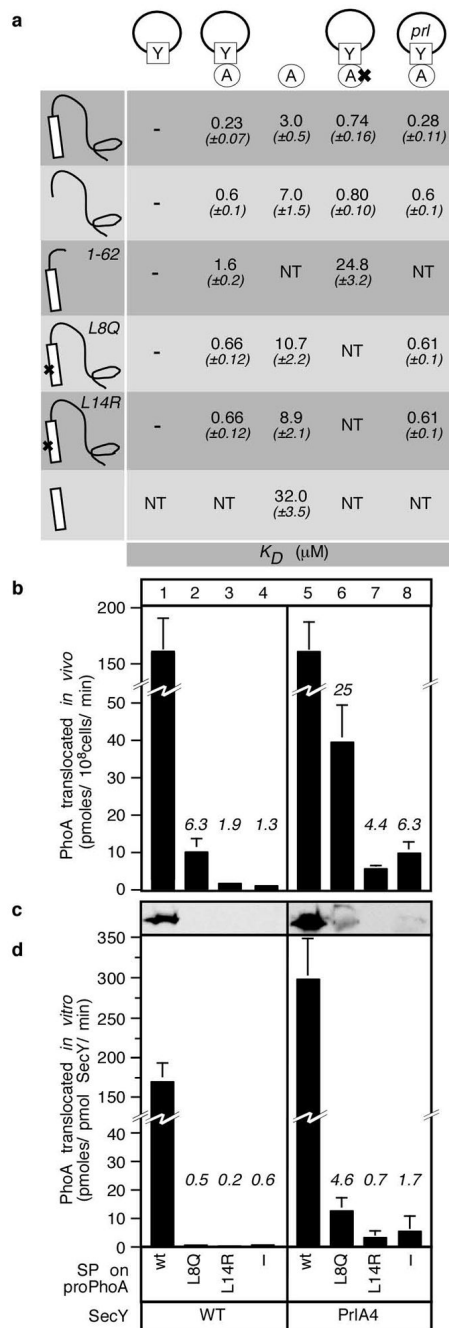 a
prl
Y Y Y Y
A A A A
- 0.23 3.0 0.74 0.28
(±0.07) (±0.5) (±0.16) (±0.11)
- 0.6 7.0 0.80 0.6
(±0.1) (±1.5) (±0.10) (±0.1)
1-62
- 1.6 NT 24.8 NT
(±0.2) (±3.2)
L8Q
- 0.66 10.7 NT 0.61
(±0.12) (±2.2) (±0.1)
L14R
- 0.66 8.9 NT 0.61
(±0.12) (±2.1) (±0.1)
NT NT 32.0 NT NT
(±3.5)
KD (µM)
b
1 2 3 4 5 6 7 8
PhoA translocated in vivo
(pmoles/ 10⁸cells/ min)
200
150
50
40
30
20
10
0
6.3 1.9 1.3 25 4.4 6.3
c
d
PhoA translocated in vitro
(pmoles/ pmol SecY/ min)
350
300
250
200
150
40
30
20
10
0
0.5 0.2 0.6 4.6 0.7 1.7
SP on
proPhoA
wt L8Q L14R – wt L8Q L14R –
SecY WT PrlA4